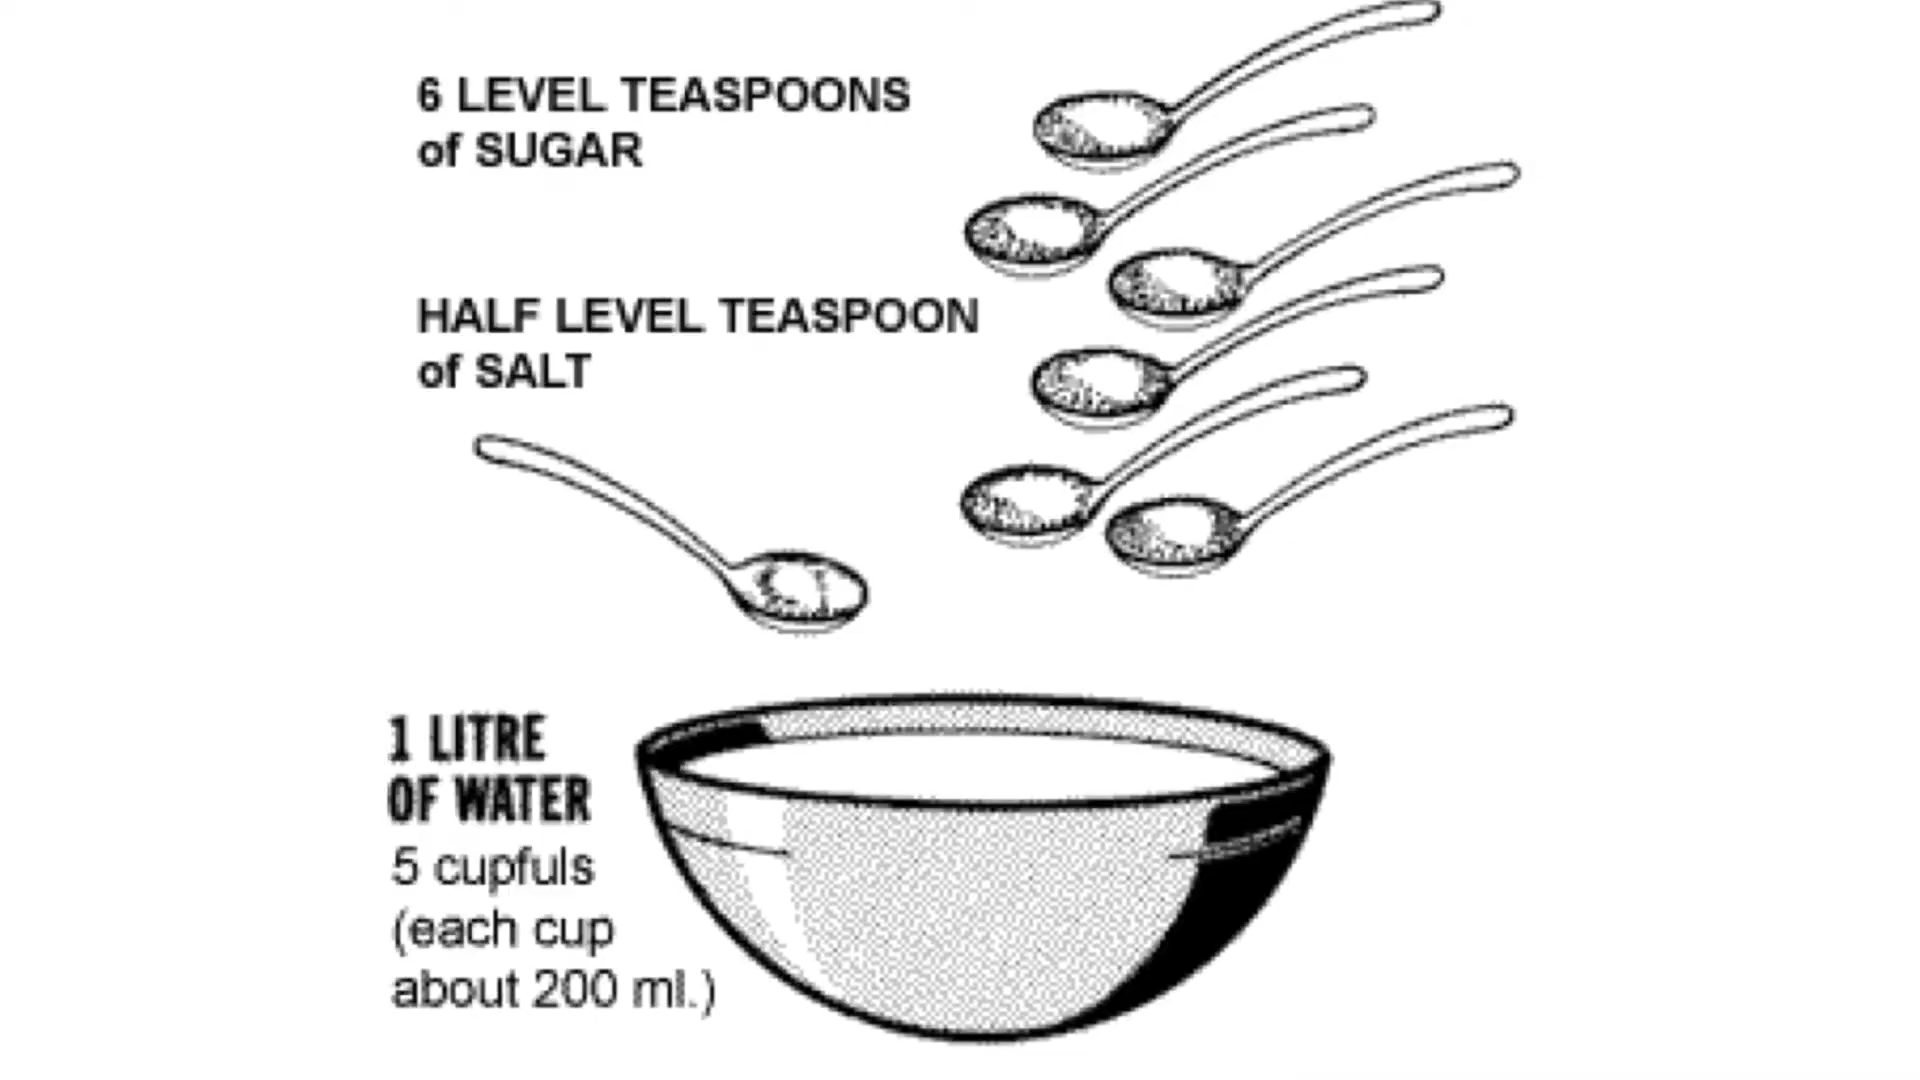 6 LEVEL TEASPOONS
of SUGAR
HALF LEVEL TEASPOON
of SALT
1 LITRE
OF WATER
5 cupfuls
(each cup
about 200 ml.)